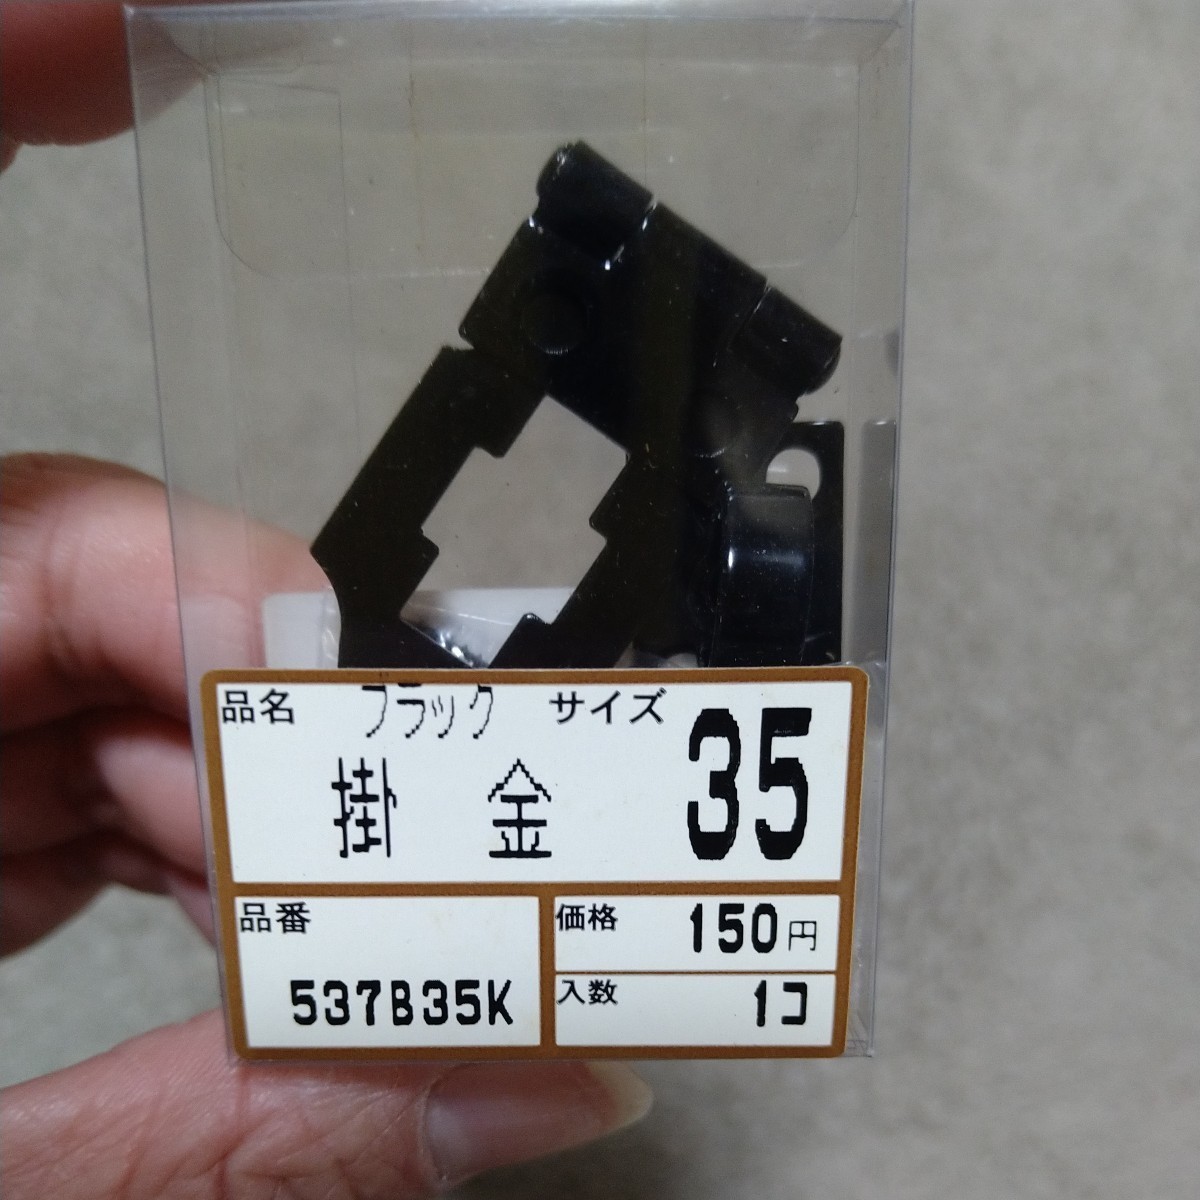 品名 ブラック サイズ 35
掛金
品番 価格 150円
537B35K 入数 1コ